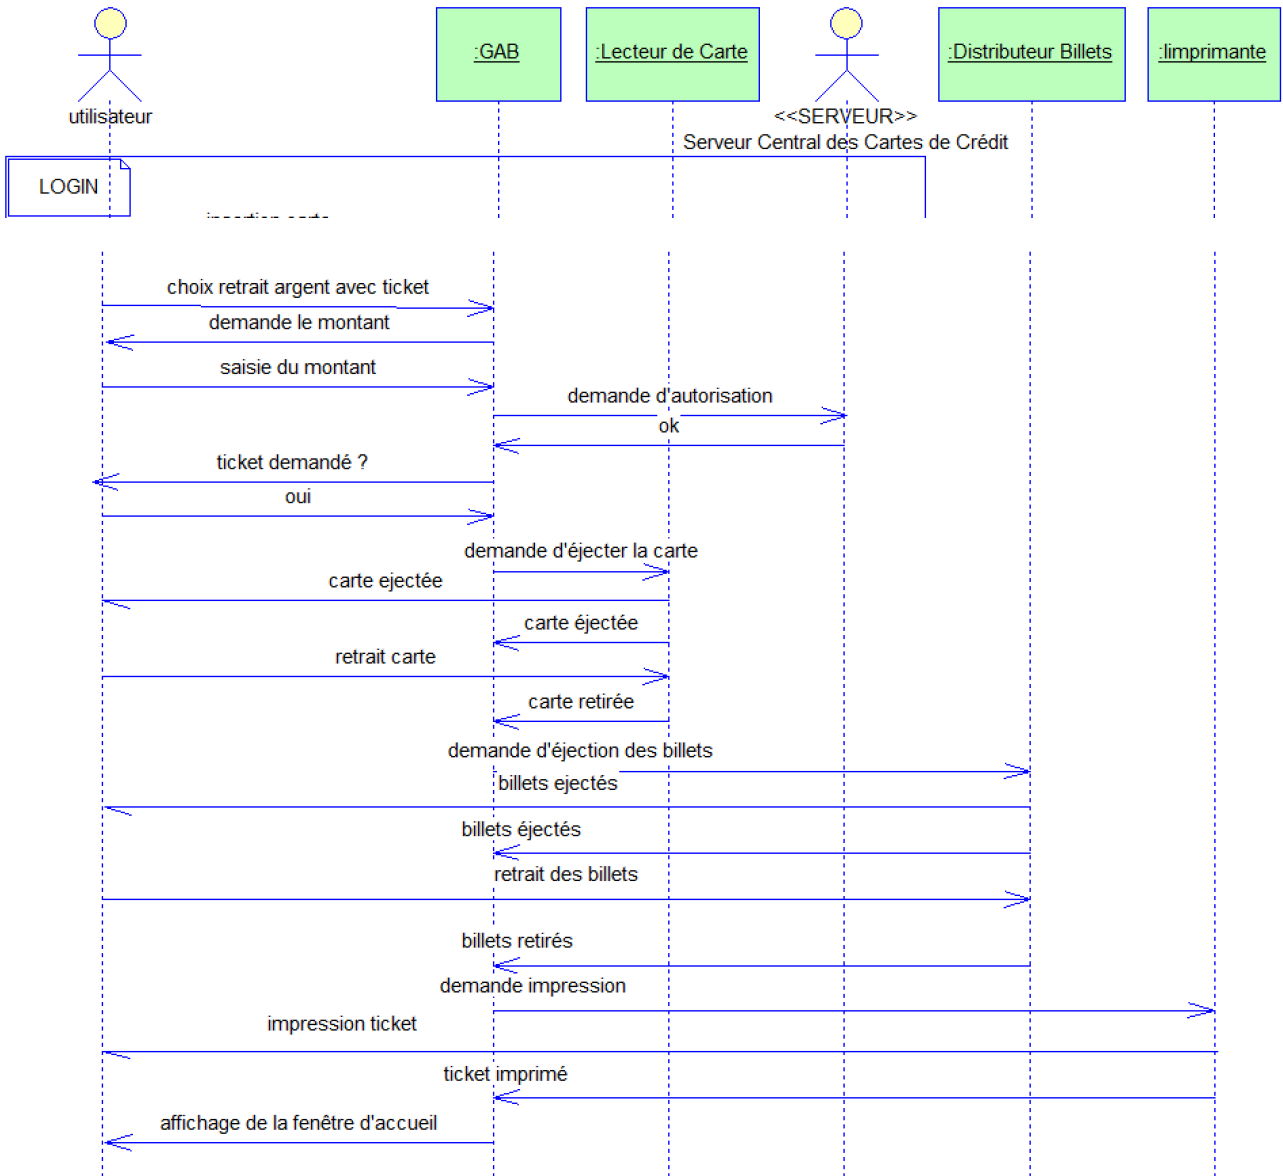 :GAB
:Lecteur de Carte
:Distributeur Billets
:Iimprimante
utilisateur
<<SERVEUR>>
Serveur Central des Cartes de Crédit
LOGIN
insertion carte
choix retrait argent avec ticket
demande le montant
saisie du montant
demande d'autorisation
ok
ticket demandé ?
oui
demande d'éjecter la carte
carte ejectée
carte éjectée
retrait carte
carte retirée
demande d'éjection des billets
billets ejectés
billets éjectés
retrait des billets
billets retirés
demande impression
impression ticket
ticket imprimé
affichage de la fenêtre d'accueil